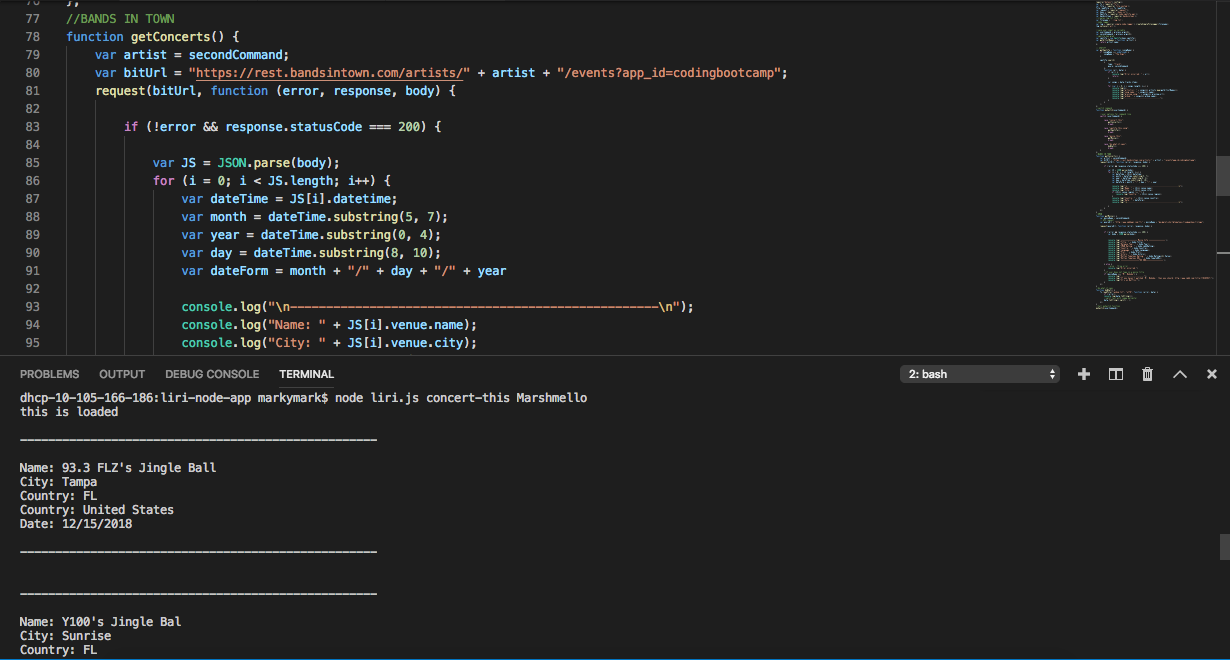 76 };
77 //BANDS IN TOWN
78 function getConcerts() {
79 var artist = secondCommand;
80 var bitUrl = "https://rest.bandsintown.com/artists/" + artist + "/events?app_id=codingbootcamp";
81 request(bitUrl, function (error, response, body) {
82
83 if (!error && response.statusCode === 200) {
84
85 var JS = JSON.parse(body);
86 for (i = 0; i < JS.length; i++) {
87 var dateTime = JS[i].datetime;
88 var month = dateTime.substring(5, 7);
89 var year = dateTime.substring(0, 4);
90 var day = dateTime.substring(8, 10);
91 var dateForm = month + "/" + day + "/" + year
92
93 console.log("\n---------------------------------------------------\n");
94 console.log("Name: " + JS[i].venue.name);
95 console.log("City: " + JS[i].venue.city);
PROBLEMS OUTPUT DEBUG CONSOLE TERMINAL 2: bash
dhcp-10-105-166-186:liri-node-app markymark$ node liri.js concert-this Marshmello
this is loaded
---------------------------------------------------
Name: 93.3 FLZ's Jingle Ball
City: Tampa
Country: FL
Country: United States
Date: 12/15/2018
---------------------------------------------------
---------------------------------------------------
Name: Y100's Jingle Bal
City: Sunrise
Country: FL